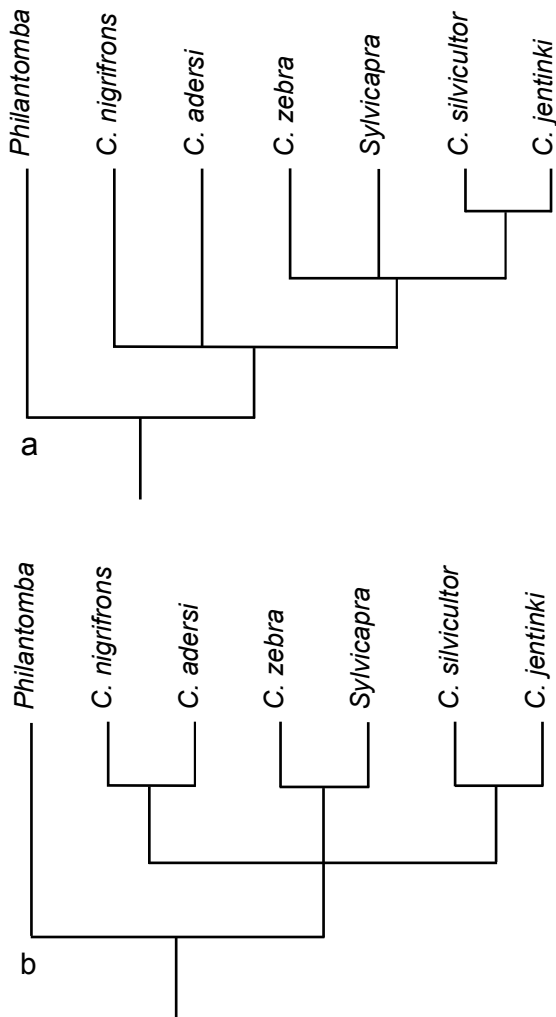 Philantomba
C. nigrifrons
C. adersi
C. zebra
Sylvicapra
C. silvicultor
C. jentinki
a
Philantomba
C. nigrifrons
C. adersi
C. zebra
Sylvicapra
C. silvicultor
C. jentinki
b